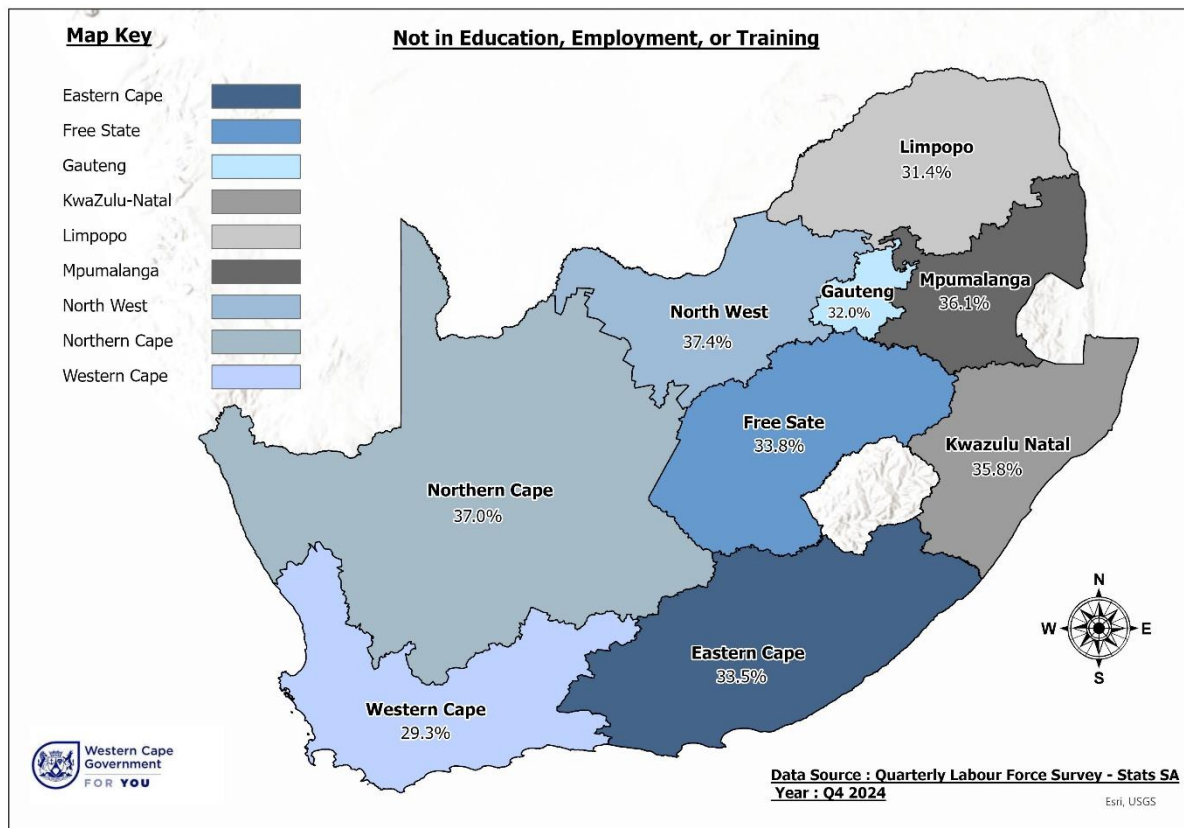 Map Key
Not in Education, Employment, or Training
Eastern Cape
Free State
Gauteng
KwaZulu-Natal
Limpopo
Mpumalanga
North West
Northern Cape
Western Cape
Limpopo
31.4%
Mpumalanga
36.1%
Gauteng
32.0%
North West
37.4%
Free Sate
33.8%
Kwazulu Natal
35.8%
Northern Cape
37.0%
Eastern Cape
33.5%
Western Cape
29.3%
N
W
E
S
Western Cape
Government
FOR YOU
Data Source : Quarterly Labour Force Survey - Stats SA
Year : Q4 2024
Esri, USGS